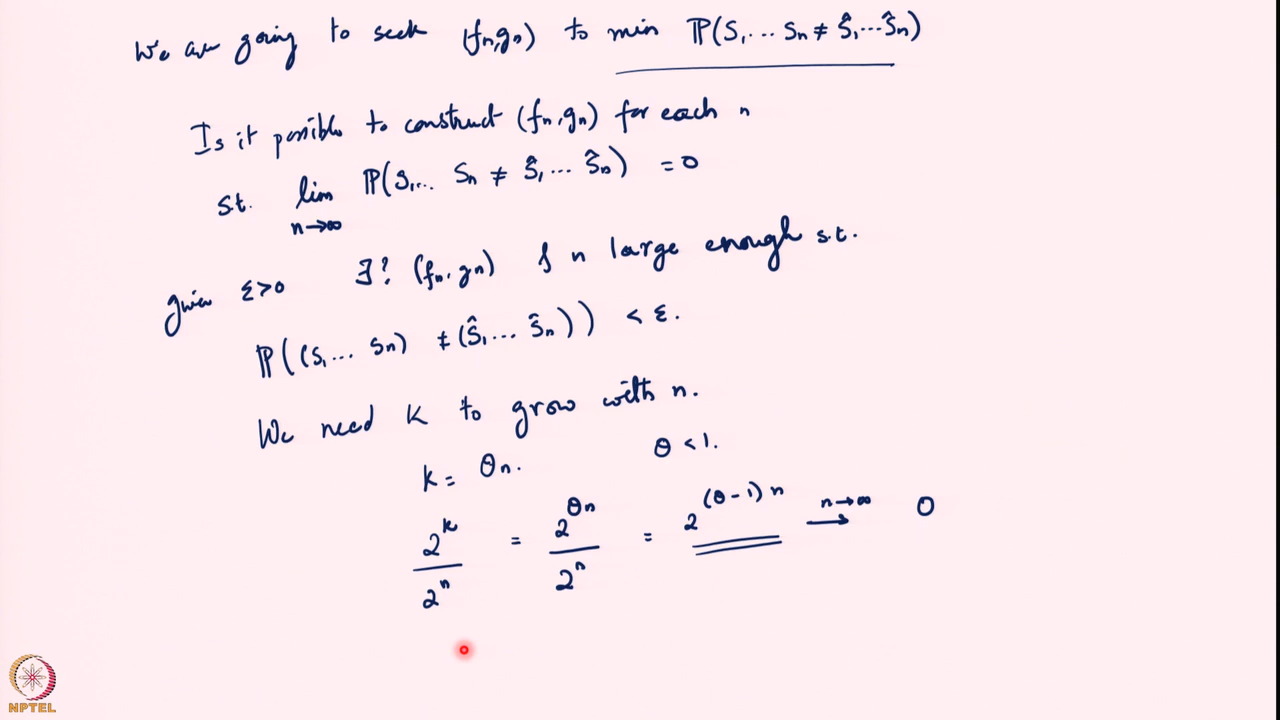 We are going to seek (fn,gn) to min ℙ(S1...Sn ≠ Ŝ1...Ŝn)
Is it possible to construct (fn,gn) for each n
s.t. lim n→∞ ℙ(S1... Sn ≠ Ŝ1... Ŝn) = 0
given ε>0 ∃? (fn,gn) & n large enough s.t.
ℙ((S1... Sn) ≠ (Ŝ1... Ŝn)) < ε.
We need k to grow with n.
k = θn. θ < 1.
2^k / 2^n = 2^θn / 2^n = 2^(θ-1)n n→∞ → 0
NPTEL